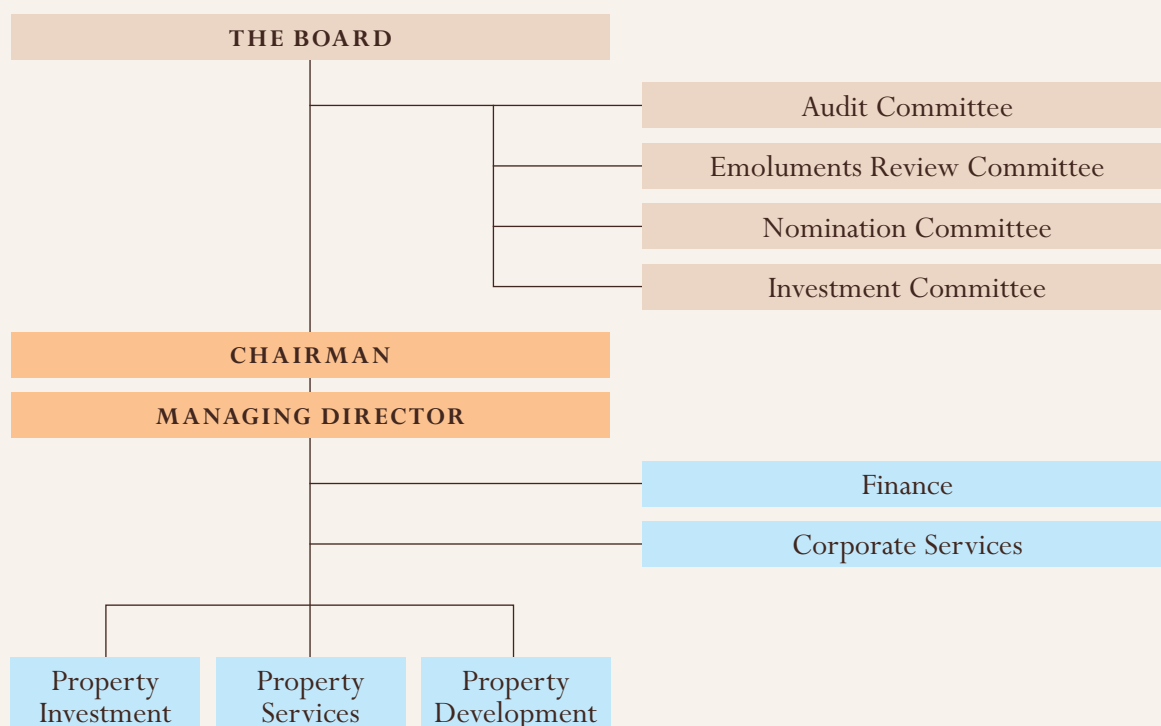 THE BOARD
Audit Committee
Emoluments Review Committee
Nomination Committee
Investment Committee
CHAIRMAN
MANAGING DIRECTOR
Finance
Corporate Services
Property
Investment
Property
Services
Property
Development